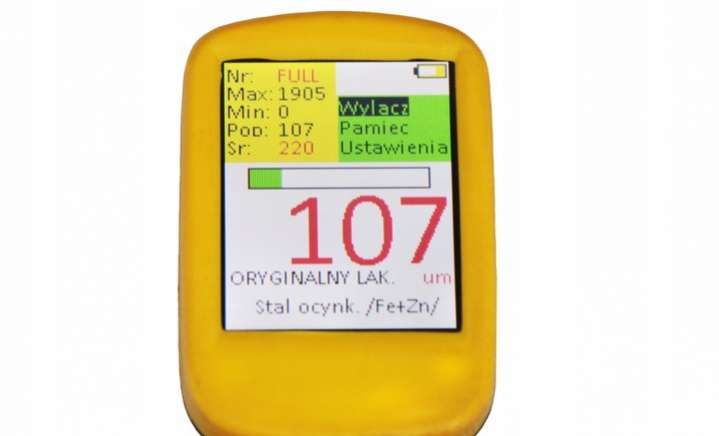 Nr: FULL
Max: 1905
Min: 0
Pop: 107
Sr: 220
Wylacz
Pamiec
Ustawienia
107
ORYGINALNY LAK. um
Stal ocynk. /Fe+Zn/